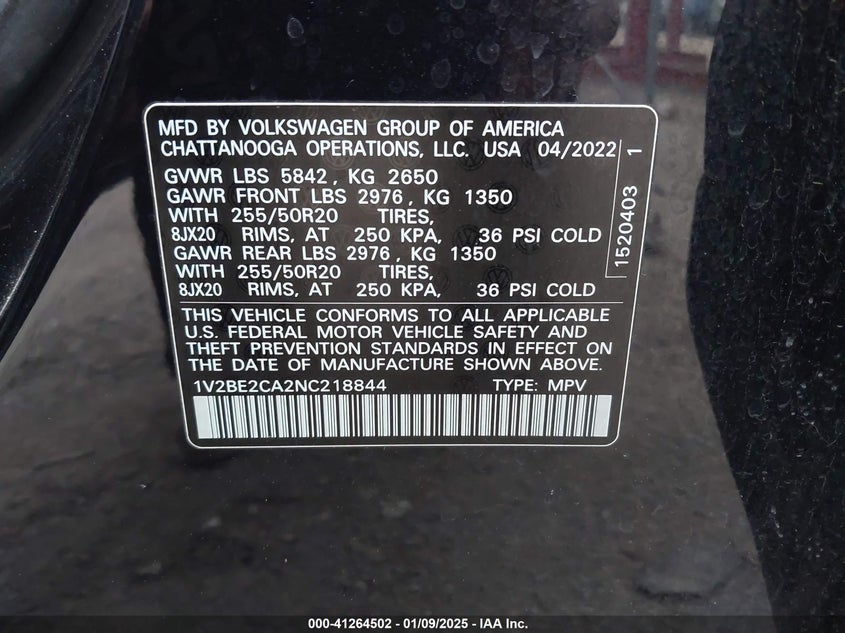 MFD BY VOLKSWAGEN GROUP OF AMERICA
CHATTANOOGA OPERATIONS, LLC. USA 04/2022
GVWR LBS 5842, KG 2650
GAWR FRONT LBS 2976, KG 1350
WITH 255/50R20 TIRES,
8JX20 RIMS, AT 250 KPA, 36 PSI COLD
GAWR REAR LBS 2976, KG 1350
WITH 255/50R20 TIRES,
8JX20 RIMS, AT 250 KPA, 36 PSI COLD
1520403 1
THIS VEHICLE CONFORMS TO ALL APPLICABLE
U.S. FEDERAL MOTOR VEHICLE SAFETY AND
THEFT PREVENTION STANDARDS IN EFFECT ON
THE DATE OF MANUFACTURE SHOWN ABOVE.
1V2BE2CA2NC218844 TYPE: MPV
000-41264502 - 01/09/2025 - IAA Inc.